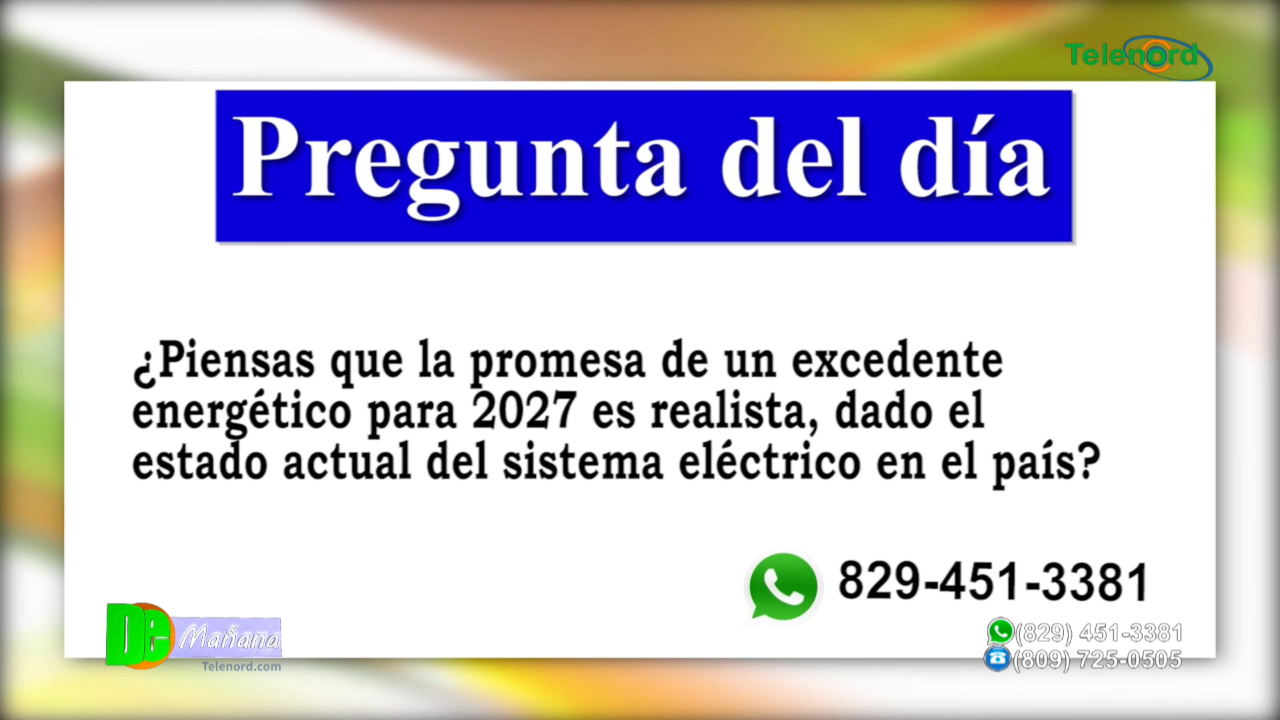 Telenord
Pregunta del día
¿Piensas que la promesa de un excedente
energético para 2027 es realista, dado el
estado actual del sistema eléctrico en el país?
829-451-3381
De
Mañana
Telenord.com
(829) 451-3381
(809) 725-0505